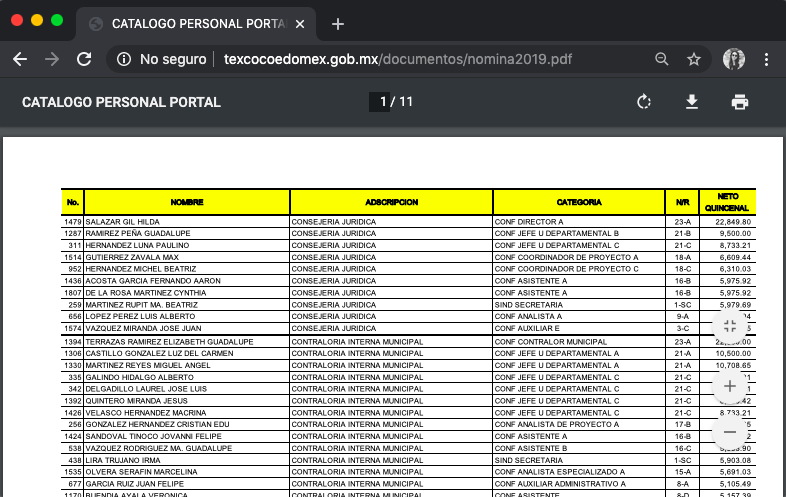 CATALOGO PERSONAL PORTA
No seguro texcocoedomex.gob.mx/documentos/nomina2019.pdf
CATALOGO PERSONAL PORTAL 1 / 11
No. NOMBRE ADSCRIPCION CATEGORIA N/R NETO QUINCENAL
1479 SALAZAR GIL HILDA CONSEJERIA JURIDICA CONF DIRECTOR A 23-A 22,849.80
1287 RAMIREZ PEÑA GUADALUPE CONSEJERIA JURIDICA CONF JEFE U DEPARTAMENTAL B 21-B 9,500.00
311 HERNANDEZ LUNA PAULINO CONSEJERIA JURIDICA CONF JEFE U DEPARTAMENTAL C 21-C 8,733.21
1514 GUTIERREZ ZAVALA MAX CONSEJERIA JURIDICA CONF COORDINADOR DE PROYECTO A 18-A 6,609.44
952 HERNANDEZ MICHEL BEATRIZ CONSEJERIA JURIDICA CONF COORDINADOR DE PROYECTO C 18-C 6,310.03
1436 ACOSTA GARCIA FERNANDO AARON CONSEJERIA JURIDICA CONF ASISTENTE A 16-B 5,975.92
1807 DE LA ROSA MARTINEZ CYNTHIA CONSEJERIA JURIDICA CONF ASISTENTE A 16-B 5,975.92
259 MARTINEZ RUPIT MA. BEATRIZ CONSEJERIA JURIDICA SIND SECRETARIA 1-SC 5,979.69
656 LOPEZ PEREZ LUIS ALBERTO CONSEJERIA JURIDICA CONF ANALISTA A 9-A
1574 VAZQUEZ MIRANDA JOSE JUAN CONSEJERIA JURIDICA CONF AUXILIAR E 3-C
1394 TERRAZAS RAMIREZ ELIZABETH GUADALUPE CONTRALORIA INTERNA MUNICIPAL CONF CONTRALOR MUNICIPAL 23-A
1306 CASTILLO GONZALEZ LUZ DEL CARMEN CONTRALORIA INTERNA MUNICIPAL CONF JEFE U DEPARTAMENTAL A 21-A 10,500.00
1330 MARTINEZ REYES MIGUEL ANGEL CONTRALORIA INTERNA MUNICIPAL CONF JEFE U DEPARTAMENTAL A 21-A 10,708.65
335 GALINDO HIDALGO ALBERTO CONTRALORIA INTERNA MUNICIPAL CONF JEFE U DEPARTAMENTAL C 21-C
342 DELGADILLO LAUREL JOSE LUIS CONTRALORIA INTERNA MUNICIPAL CONF JEFE U DEPARTAMENTAL C 21-C
1392 QUINTERO MIRANDA JESUS CONTRALORIA INTERNA MUNICIPAL CONF JEFE U DEPARTAMENTAL C 21-C
1426 VELASCO HERNANDEZ MACRINA CONTRALORIA INTERNA MUNICIPAL CONF JEFE U DEPARTAMENTAL C 21-C 8,733.21
256 GONZALEZ HERNANDEZ CRISTIAN EDU CONTRALORIA INTERNA MUNICIPAL CONF ANALISTA DE PROYECTO A 17-B
1424 SANDOVAL TINOCO JOVANNI FELIPE CONTRALORIA INTERNA MUNICIPAL CONF ASISTENTE A 16-B
538 VAZQUEZ RODRIGUEZ MA. GUADALUPE CONTRALORIA INTERNA MUNICIPAL CONF ASISTENTE B 16-C
438 LIRA TRUJANO IRMA CONTRALORIA INTERNA MUNICIPAL SIND SECRETARIA 1-SC 5,903.08
1535 OLVERA SERAFIN MARCELINA CONTRALORIA INTERNA MUNICIPAL CONF ANALISTA ESPECIALIZADO A 15-A 5,691.03
677 GARCIA RUIZ JUAN FELIPE CONTRALORIA INTERNA MUNICIPAL CONF AUXILIAR ADMINISTRATIVO A 8-A 5,105.49
1170 BUENDIA AYALA VERONICA CONTRALORIA INTERNA MUNICIPAL CONF ASISTENTE 8-D 5,157.39